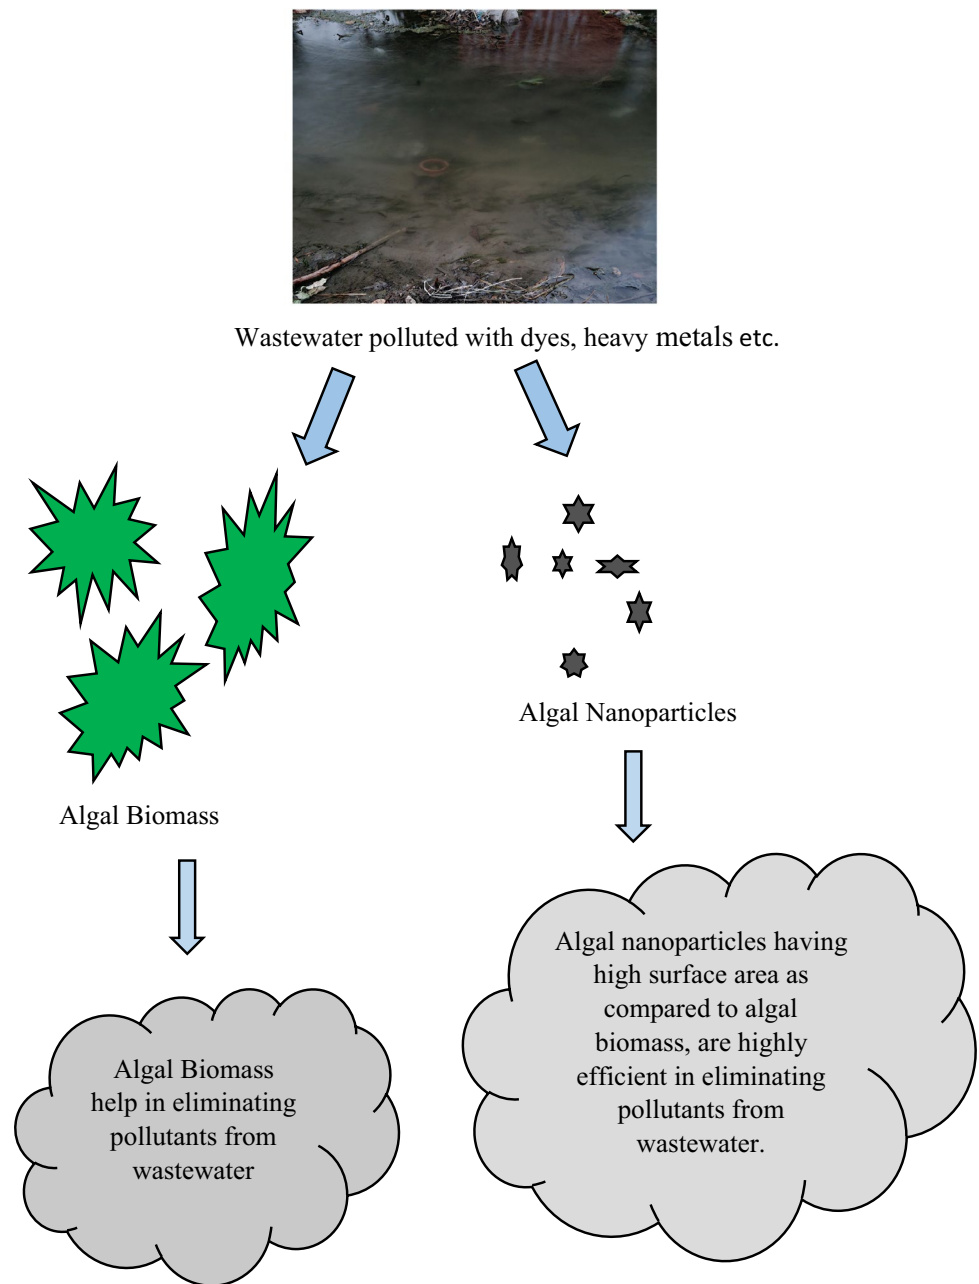 Wastewater polluted with dyes, heavy metals etc.
Algal Nanoparticles
Algal Biomass
Algal nanoparticles having
high surface area as
compared to algal
biomass, are highly
efficient in eliminating
pollutants from
wastewater.
Algal Biomass
help in eliminating
pollutants from
wastewater